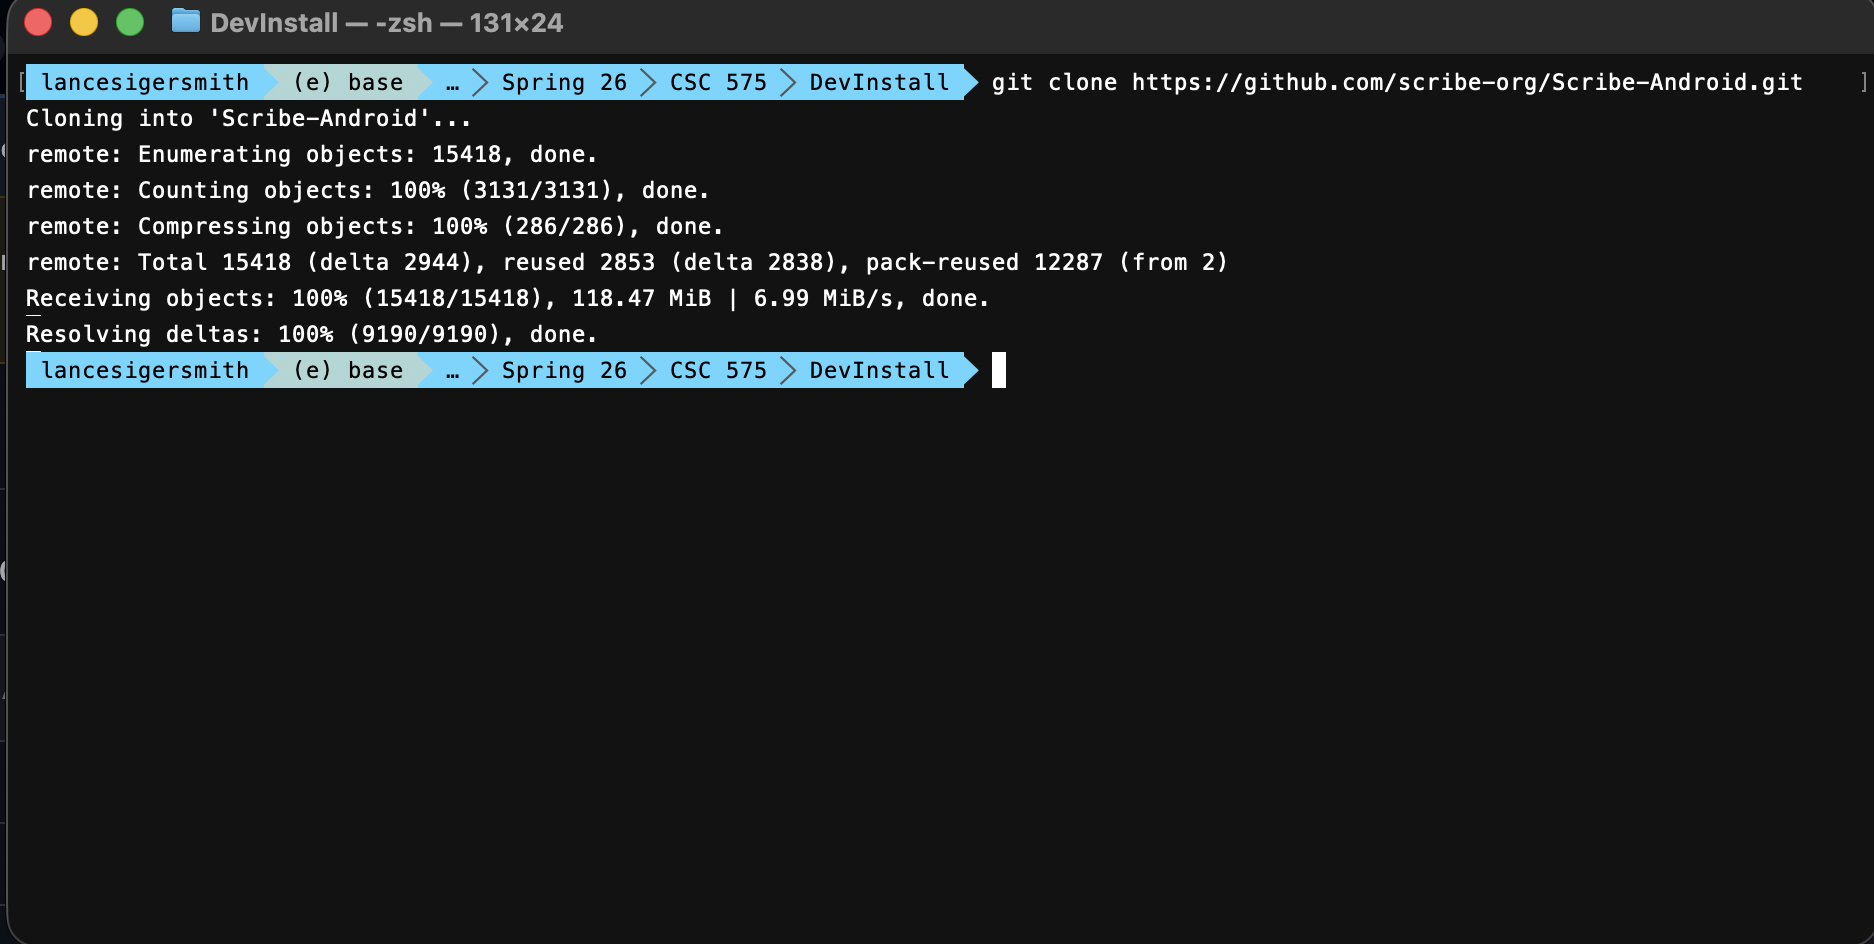 DevInstall — -zsh — 131×24
[ lancesigersmith (e) base … Spring 26 CSC 575 DevInstall git clone https://github.com/scribe-org/Scribe-Android.git ]
Cloning into 'Scribe-Android'...
remote: Enumerating objects: 15418, done.
remote: Counting objects: 100% (3131/3131), done.
remote: Compressing objects: 100% (286/286), done.
remote: Total 15418 (delta 2944), reused 2853 (delta 2838), pack-reused 12287 (from 2)
Receiving objects: 100% (15418/15418), 118.47 MiB | 6.99 MiB/s, done.
Resolving deltas: 100% (9190/9190), done.
lancesigersmith (e) base … Spring 26 CSC 575 DevInstall